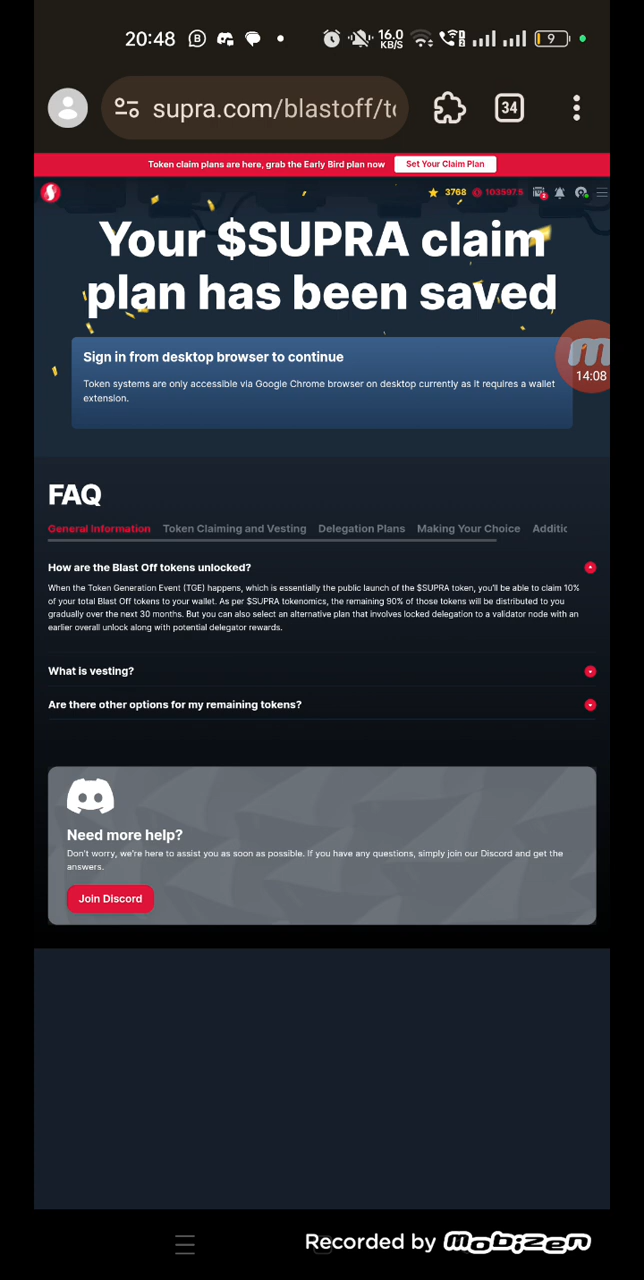 20:48
16.0
KB/S
9
supra.com/blastoff/to
34
Token claim plans are here, grab the Early Bird plan now
Set Your Claim Plan
3768
103597.5
Your $SUPRA claim
plan has been saved
Sign in from desktop browser to continue
Token systems are only accessible via Google Chrome browser on desktop currently as it requires a wallet
extension.
14:08
FAQ
General Information Token Claiming and Vesting Delegation Plans Making Your Choice Additic
How are the Blast Off tokens unlocked?
When the Token Generation Event (TGE) happens, which is essentially the public launch of the $SUPRA token, you'll be able to claim 10%
of your total Blast Off tokens to your wallet. As per $SUPRA tokenomics, the remaining 90% of those tokens will be distributed to you
gradually over the next 30 months. But you can also select an alternative plan that involves locked delegation to a validator node with an
earlier overall unlock along with potential delegator rewards.
What is vesting?
Are there other options for my remaining tokens?
Need more help?
Don't worry, we're here to assist you as soon as possible. If you have any questions, simply join our Discord and get the
answers.
Join Discord
Recorded by mobizen